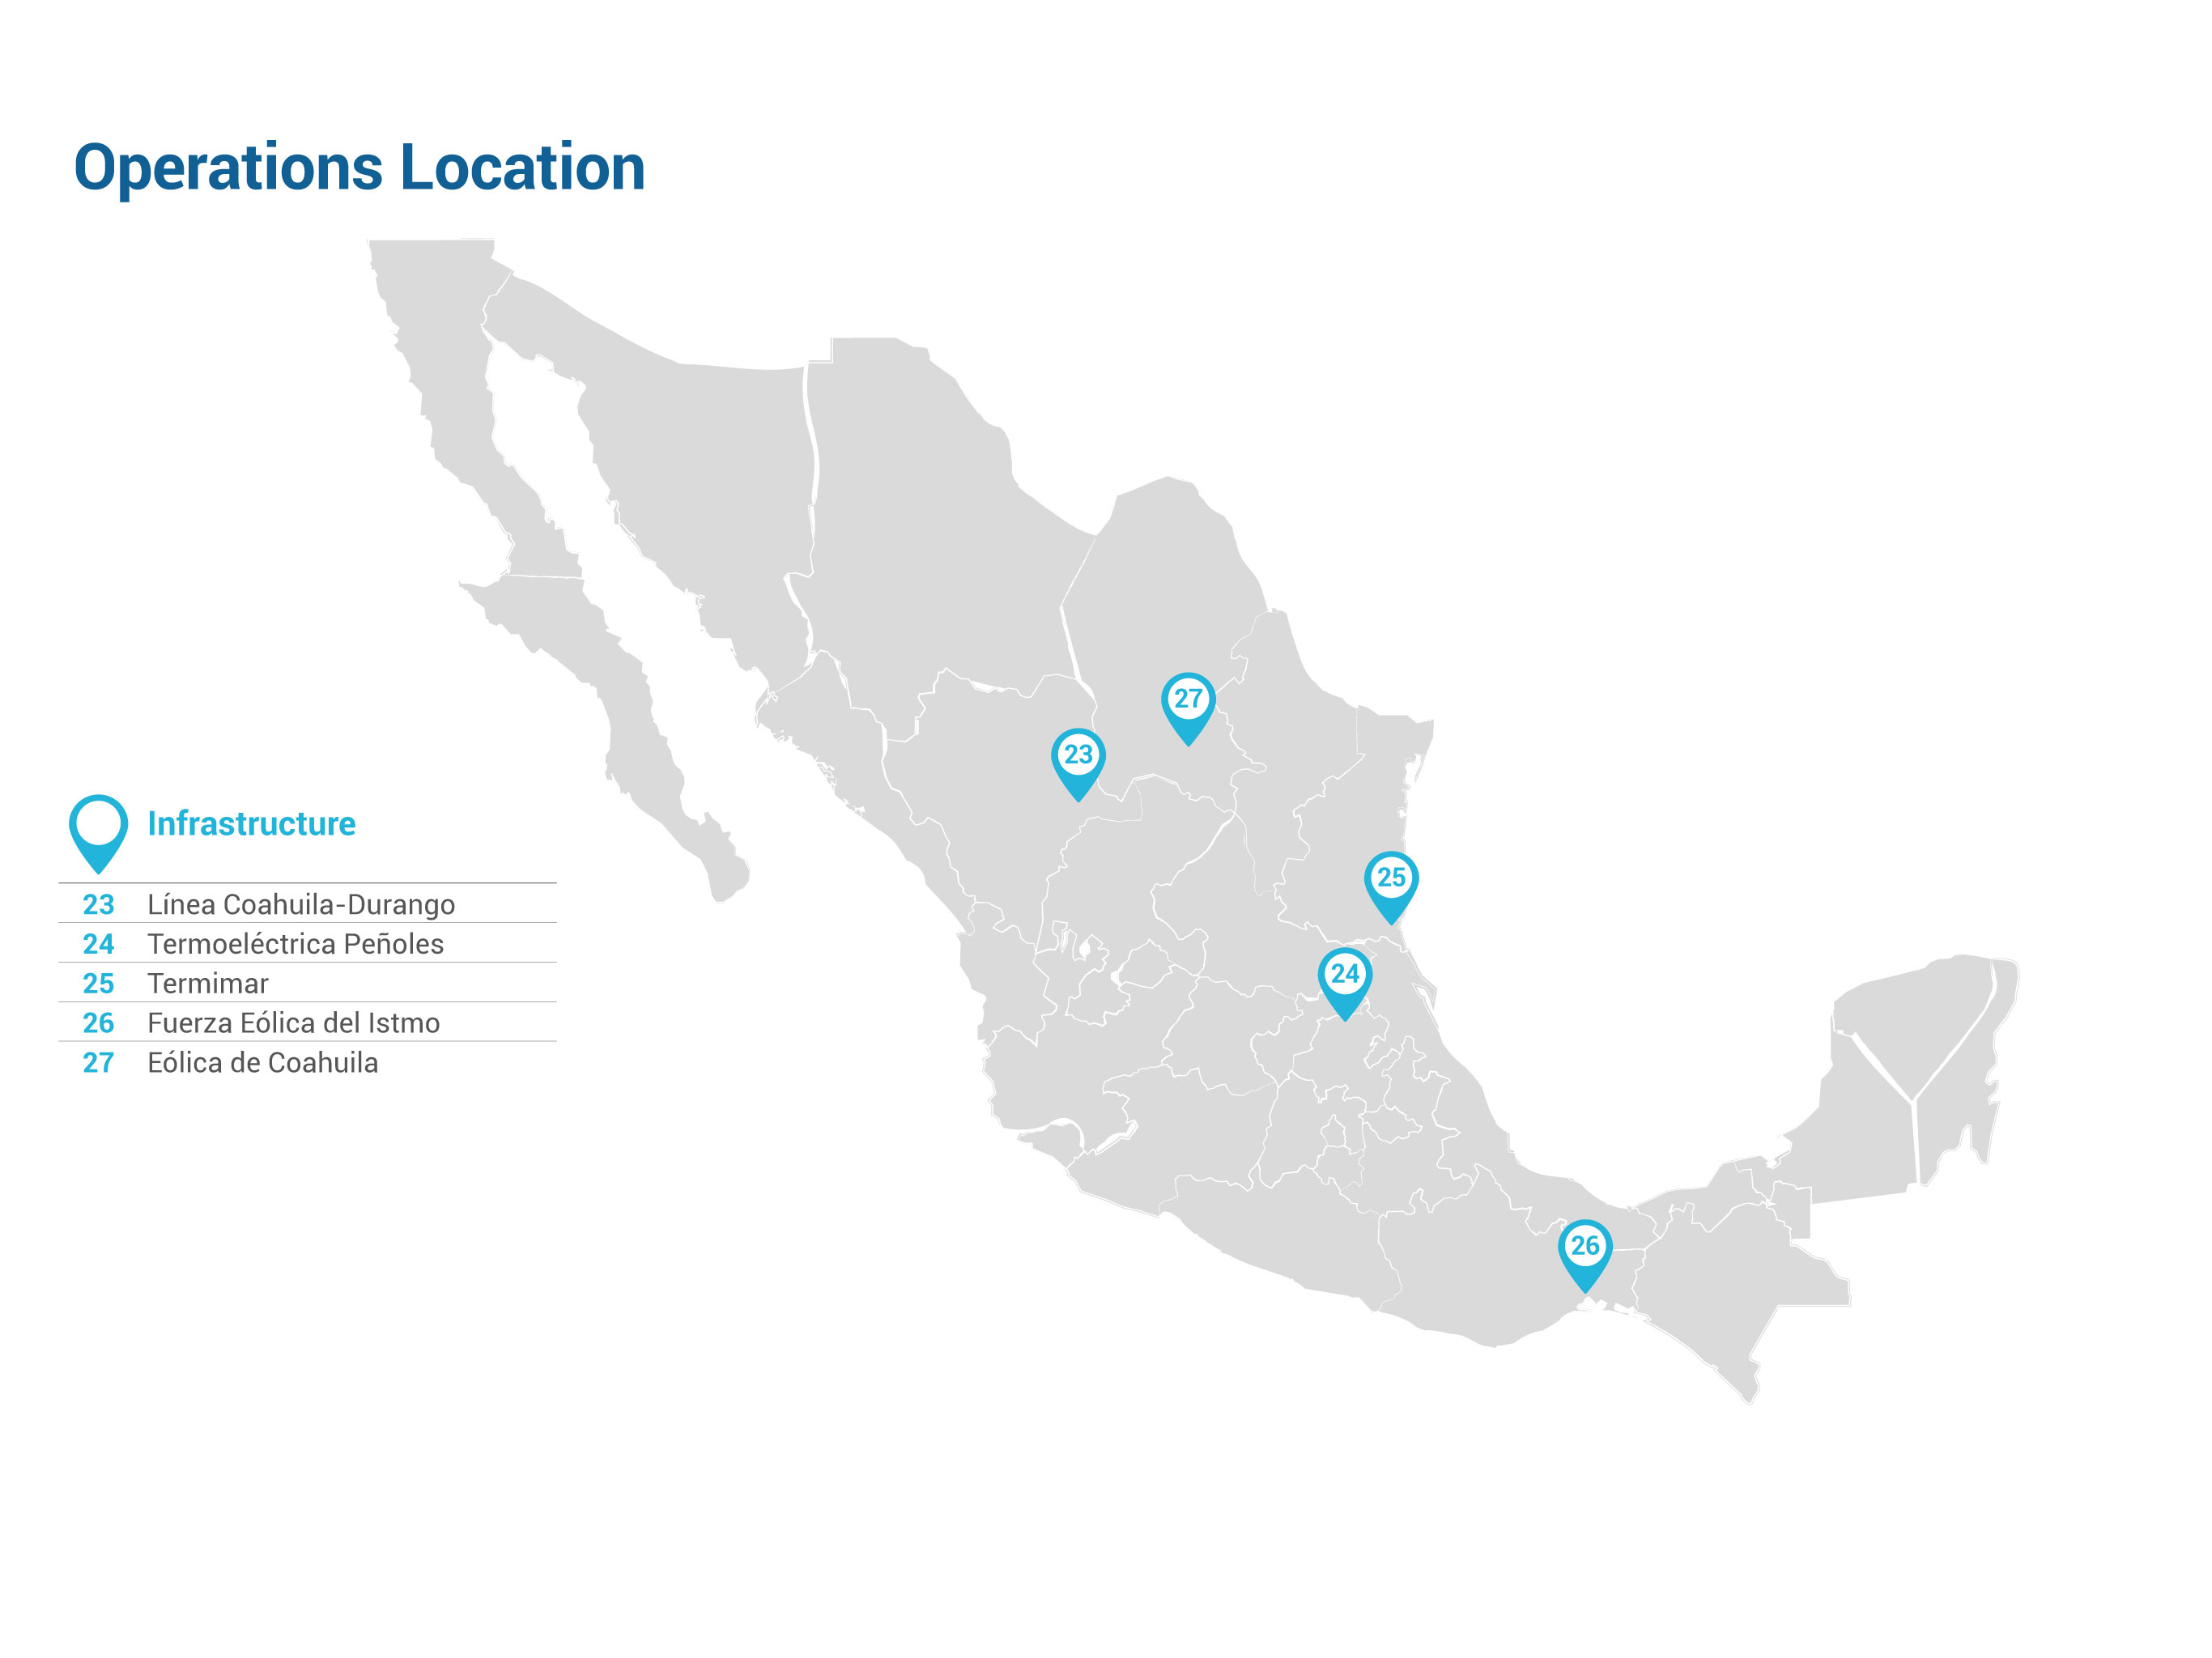 Operations Location
27
23
25
24
26
Infrastructure
23 Línea Coahuila-Durango
24 Termoeléctrica Peñoles
25 Termimar
26 Fuerza Eólica del Istmo
27 Eólica de Coahuila